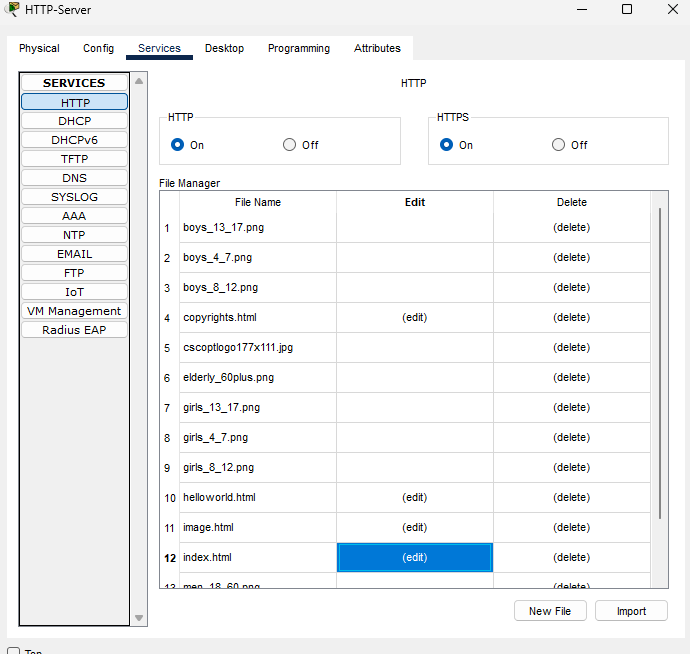 HTTP-Server
Physical Config Services Desktop Programming Attributes
SERVICES
HTTP
DHCP
DHCPv6
TFTP
DNS
SYSLOG
AAA
NTP
EMAIL
FTP
IoT
VM Management
Radius EAP
HTTP
HTTP
On Off
HTTPS
On Off
File Manager
File Name Edit Delete
1 boys_13_17.png (delete)
2 boys_4_7.png (delete)
3 boys_8_12.png (delete)
4 copyrights.html (edit) (delete)
5 cscoptlogo177x111.jpg (delete)
6 elderly_60plus.png (delete)
7 girls_13_17.png (delete)
8 girls_4_7.png (delete)
9 girls_8_12.png (delete)
10 helloworld.html (edit) (delete)
11 image.html (edit) (delete)
12 index.html (edit) (delete)
13 men_18_60.png (delete)
New File Import
Top